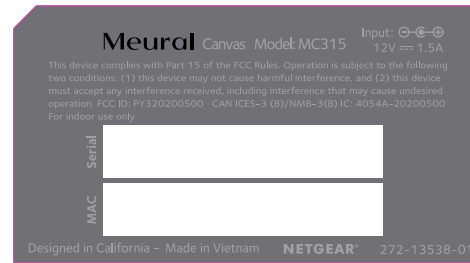 Meural Canvas Model: MC315 Input:
12V 1.5A
This device complies with Part 15 of the FCC Rules. Operation is subject to the following
two conditions: (1) this device may not cause harmful interference, and (2) this device
must accept any interference received, including interference that may cause undesired
operation. FCC ID: PY320200500 CAN ICES-3 (B)/NMB-3(B) IC: 4054A-20200500
For indoor use only
Serial
MAC
Designed in California – Made in Vietnam NETGEAR® 272-13538-01